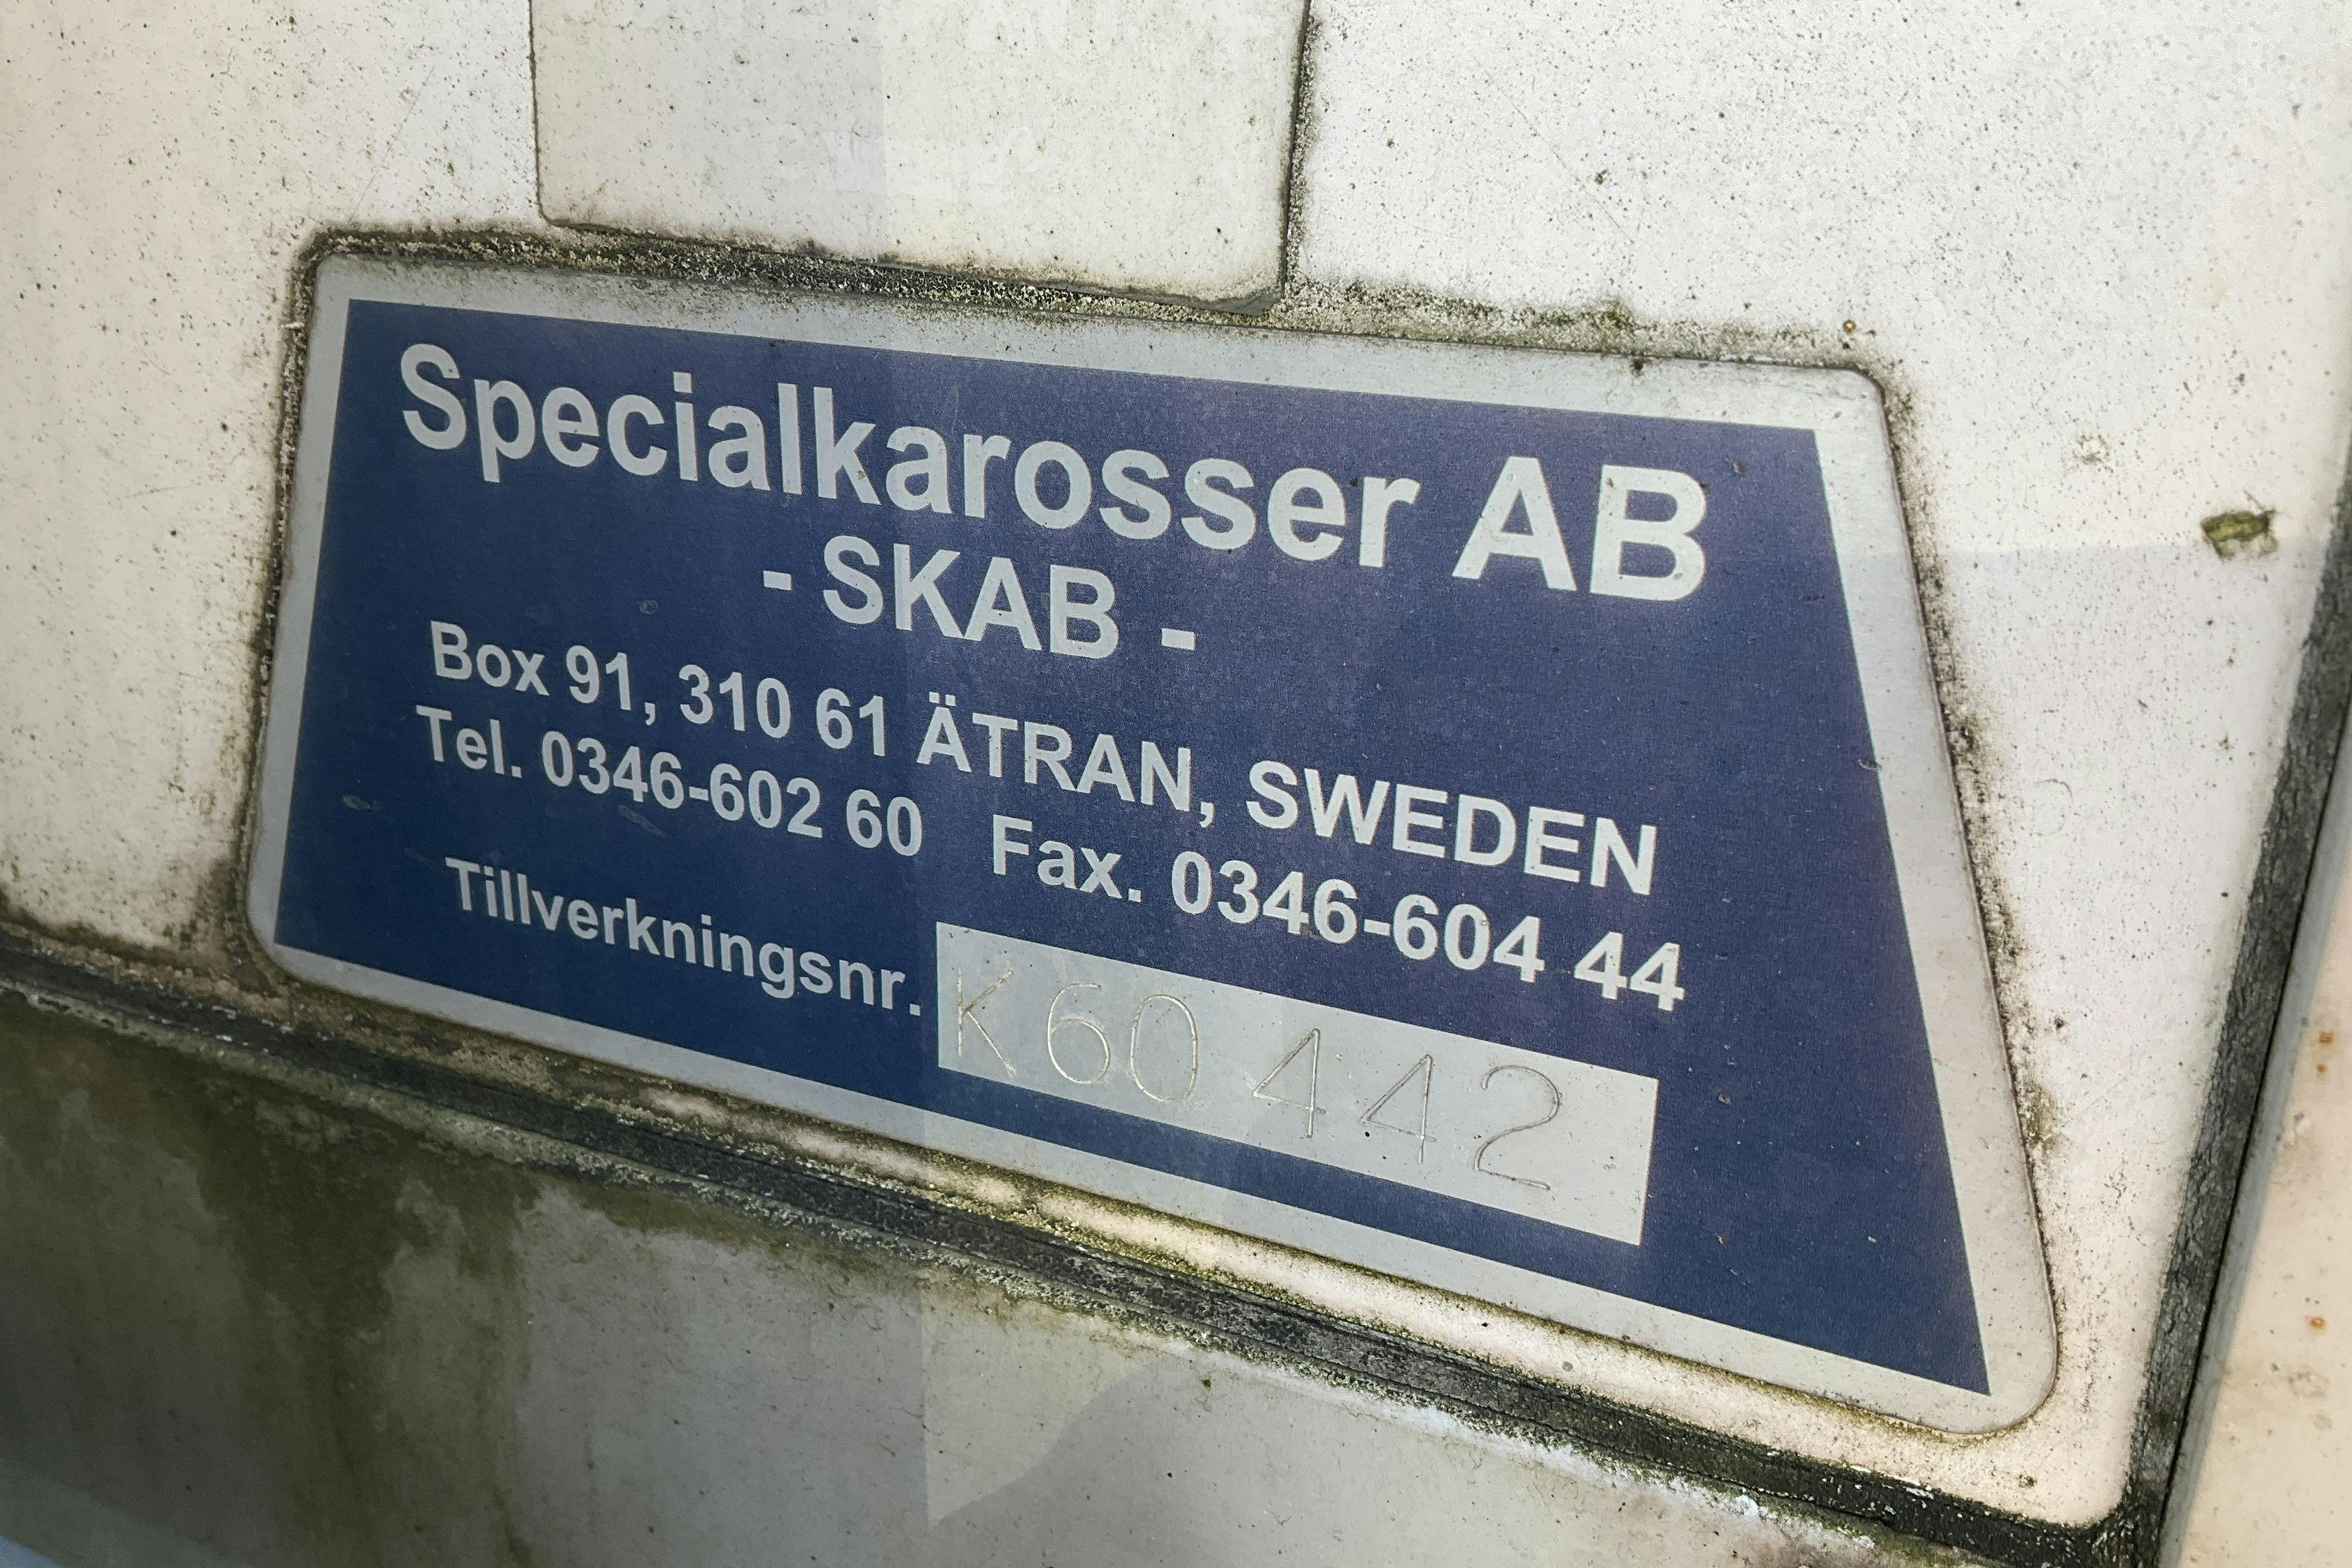 Specialkarosser AB
- SKAB -
Box 91, 310 61 ÄTRAN, SWEDEN
Tel. 0346-602 60 Fax. 0346-604 44
Tillverkningsnr. K60 442